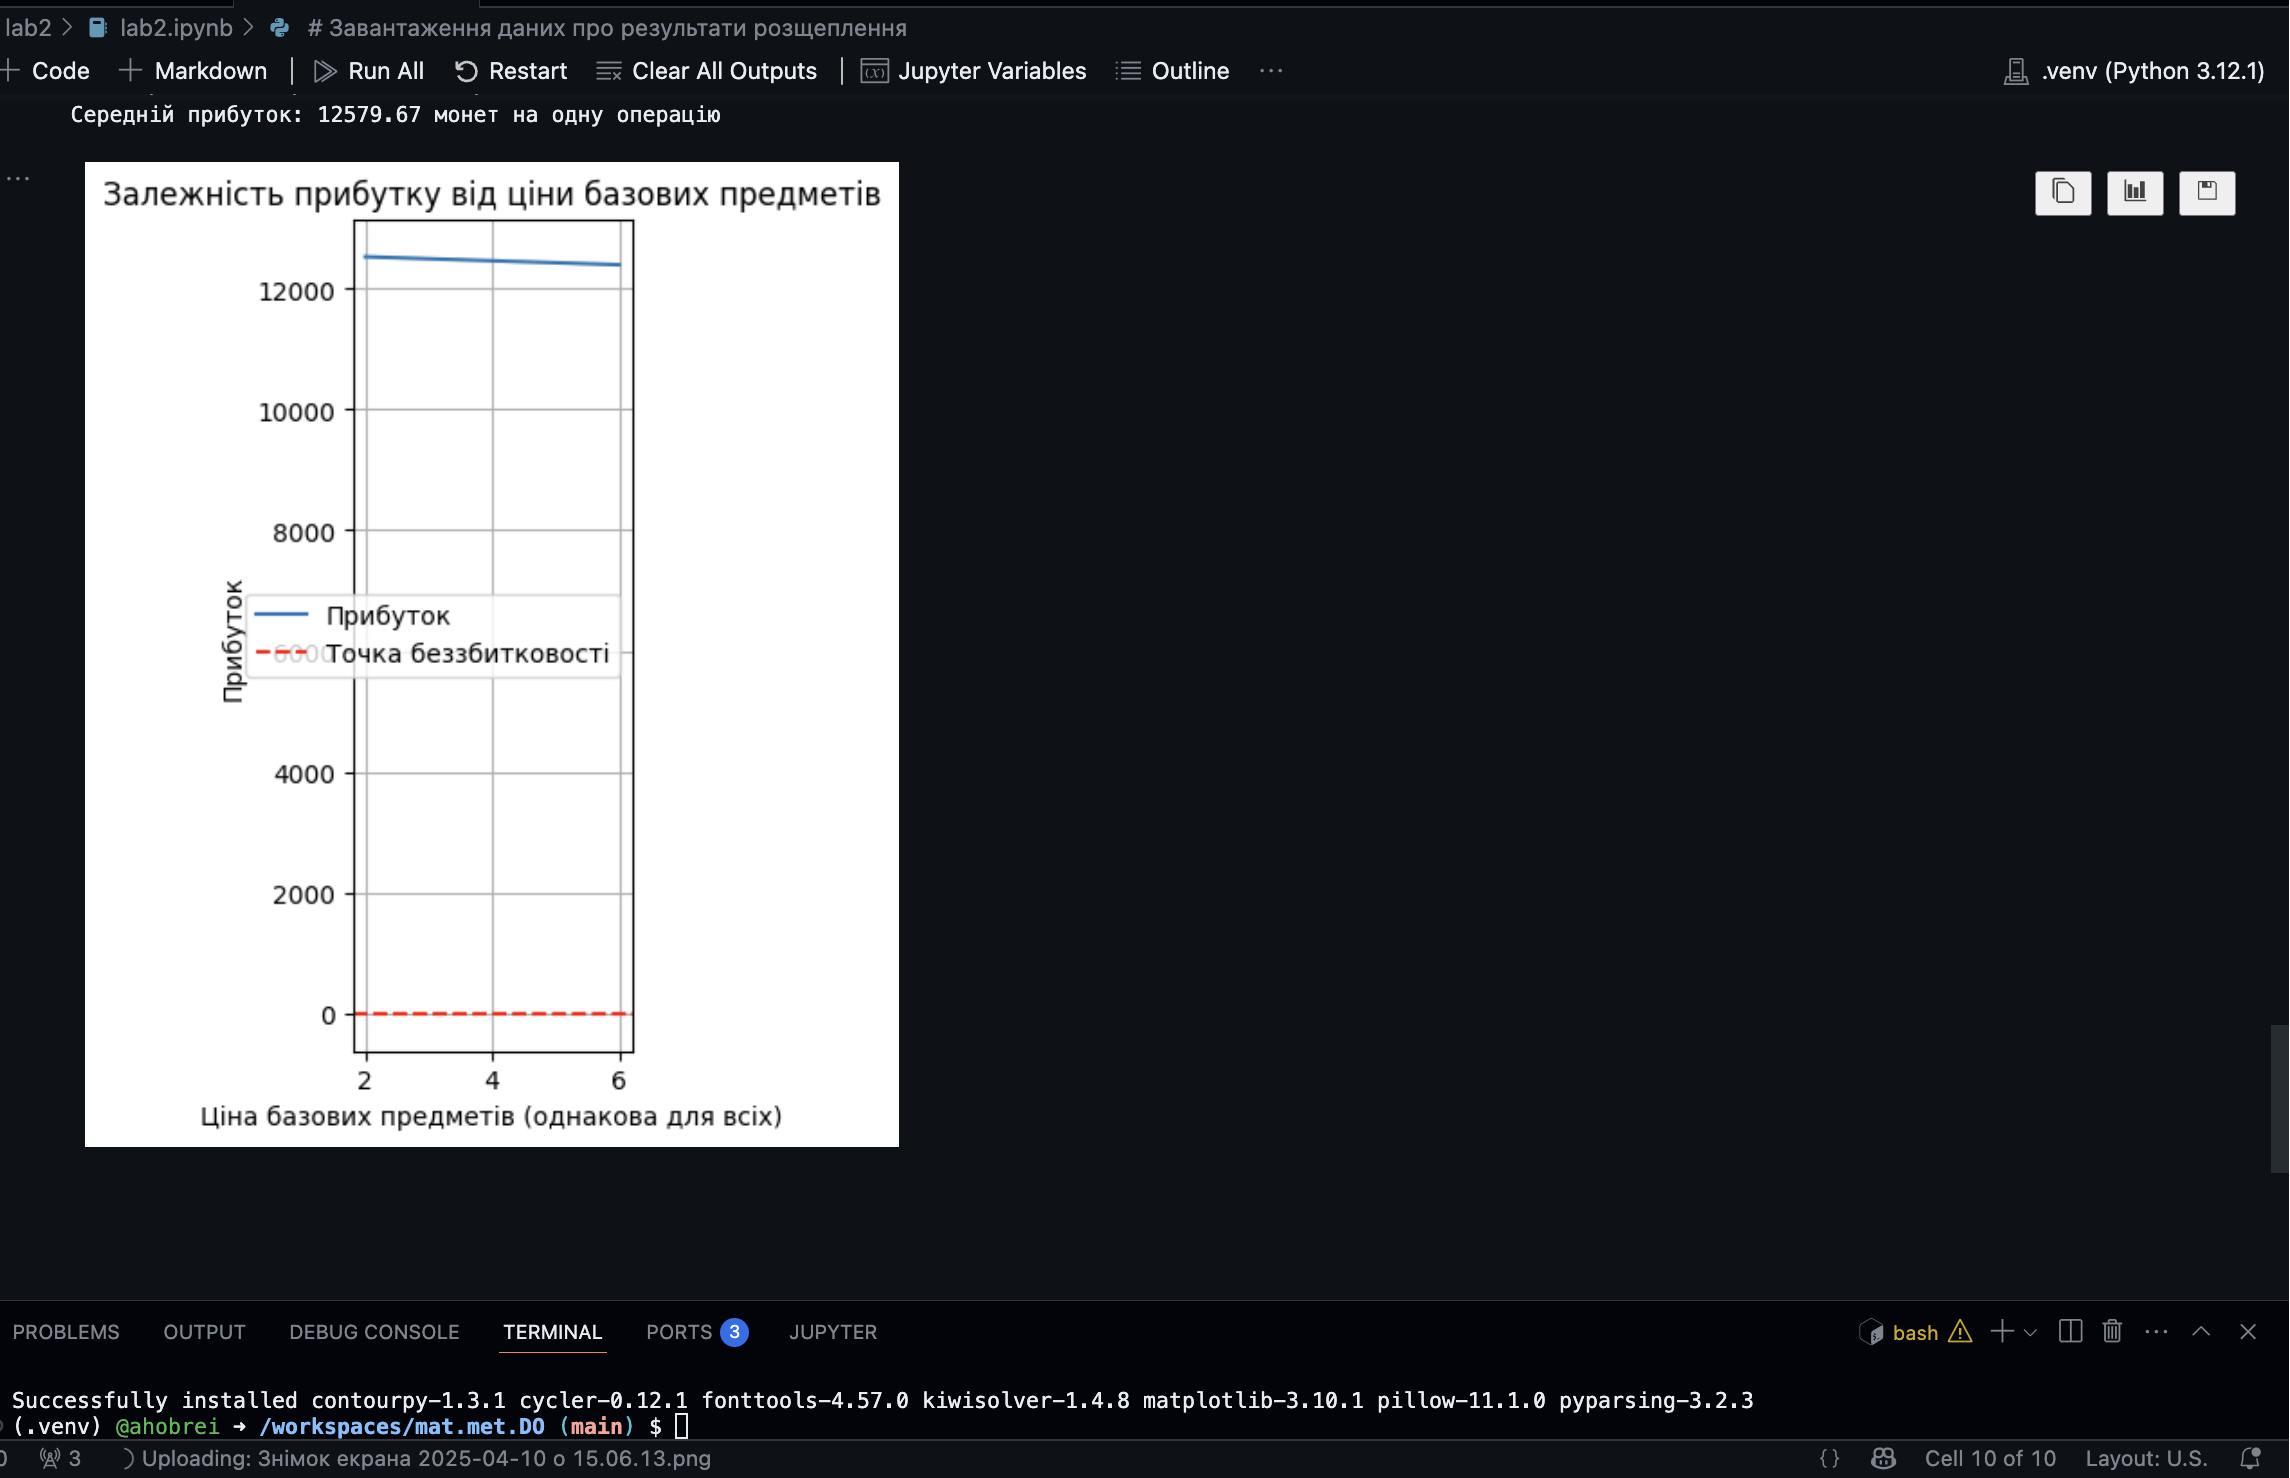 lab2 > lab2.ipynb > # Завантаження даних про результати розщеплення
+ Code + Markdown | Run All Restart Clear All Outputs | Jupyter Variables Outline ... .venv (Python 3.12.1)
Середній прибуток: 12579.67 монет на одну операцію
...
Залежність прибутку від ціни базових предметів
12000
10000
8000
6000
4000
2000
0
Прибуток
Прибуток
Точка беззбитковості
2 4 6
Ціна базових предметів (однакова для всіх)
PROBLEMS OUTPUT DEBUG CONSOLE TERMINAL PORTS 3 JUPYTER bash
Successfully installed contourpy-1.3.1 cycler-0.12.1 fonttools-4.57.0 kiwisolver-1.4.8 matplotlib-3.10.1 pillow-11.1.0 pyparsing-3.2.3
(.venv) @ahobrei → /workspaces/mat.met.DO (main) $
0 3 Uploading: Знімок екрана 2025-04-10 о 15.06.13.png {} Cell 10 of 10 Layout: U.S.